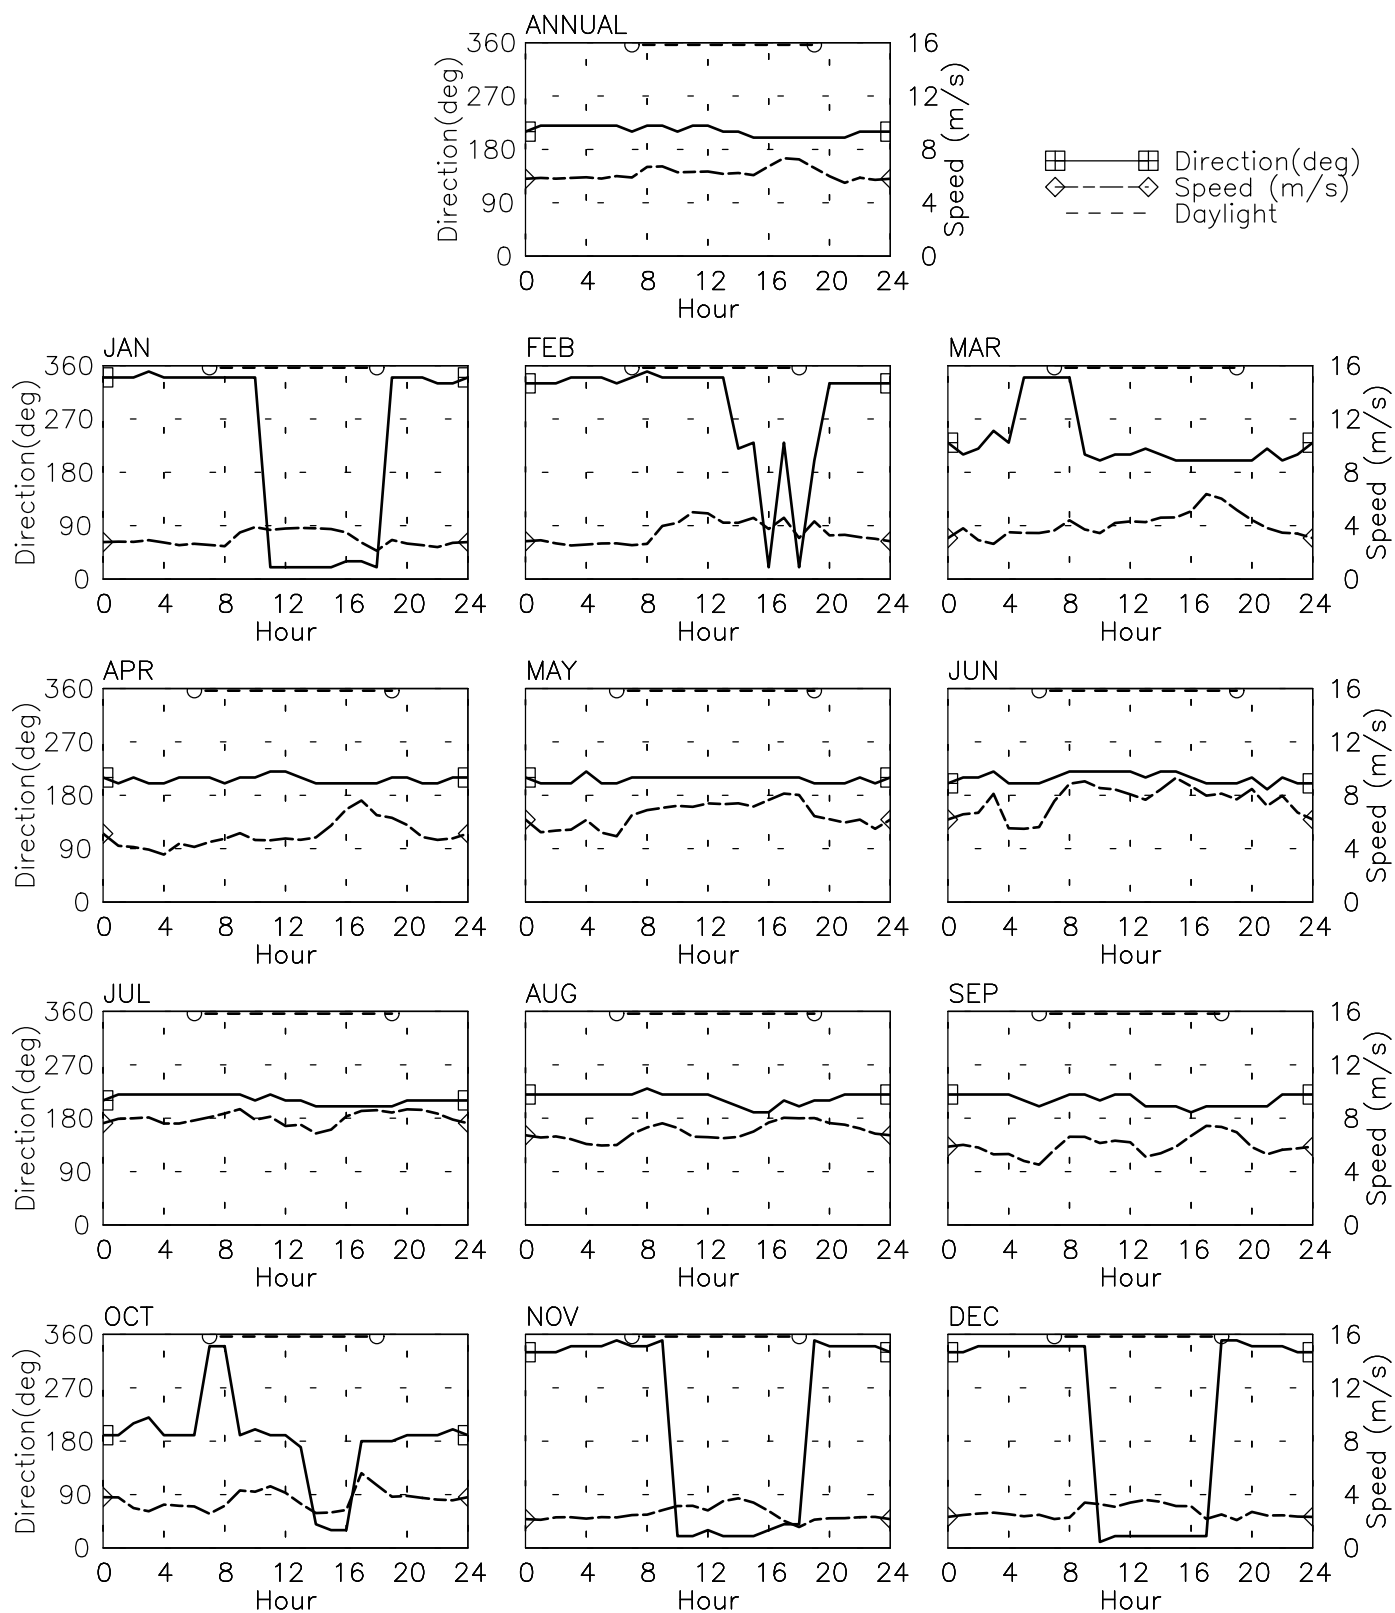 ANNUAL
360 270 180 90 0
Direction(deg)
16 12 8 4 0
Speed (m/s)
0 4 8 12 16 20 24
Hour
Direction(deg)
Speed (m/s)
Daylight
JAN FEB MAR
360 270 180 90 0
Direction(deg)
16 12 8 4 0
Speed (m/s)
0 4 8 12 16 20 24 0 4 8 12 16 20 24 0 4 8 12 16 20 24
Hour Hour Hour
APR MAY JUN
360 270 180 90 0
Direction(deg)
16 12 8 4 0
Speed (m/s)
0 4 8 12 16 20 24 0 4 8 12 16 20 24 0 4 8 12 16 20 24
Hour Hour Hour
JUL AUG SEP
360 270 180 90 0
Direction(deg)
16 12 8 4 0
Speed (m/s)
0 4 8 12 16 20 24 0 4 8 12 16 20 24 0 4 8 12 16 20 24
Hour Hour Hour
OCT NOV DEC
360 270 180 90 0
Direction(deg)
16 12 8 4 0
Speed (m/s)
0 4 8 12 16 20 24 0 4 8 12 16 20 24 0 4 8 12 16 20 24
Hour Hour Hour